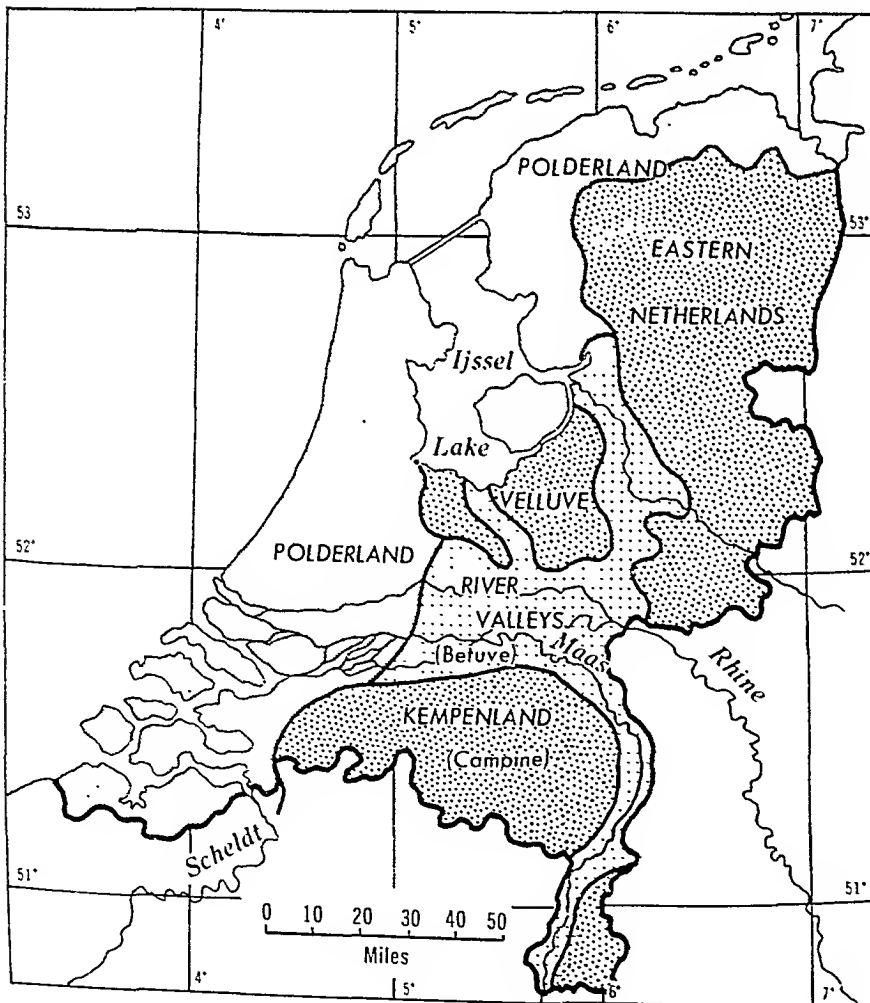 4°
5°
6°
7°
POLDERLAND
53
53°
EASTERN
NETHERLANDS
Ijssel
Lake
VELLUVE
52°
POLDERLAND
52°
RIVER
VALLEYS
(Betuve)
Maas
Rhine
KEMPENLAND
(Campine)
Scheldt
51°
51°
0 10 20 30 40 50
Miles
4°
5°
6°
7°